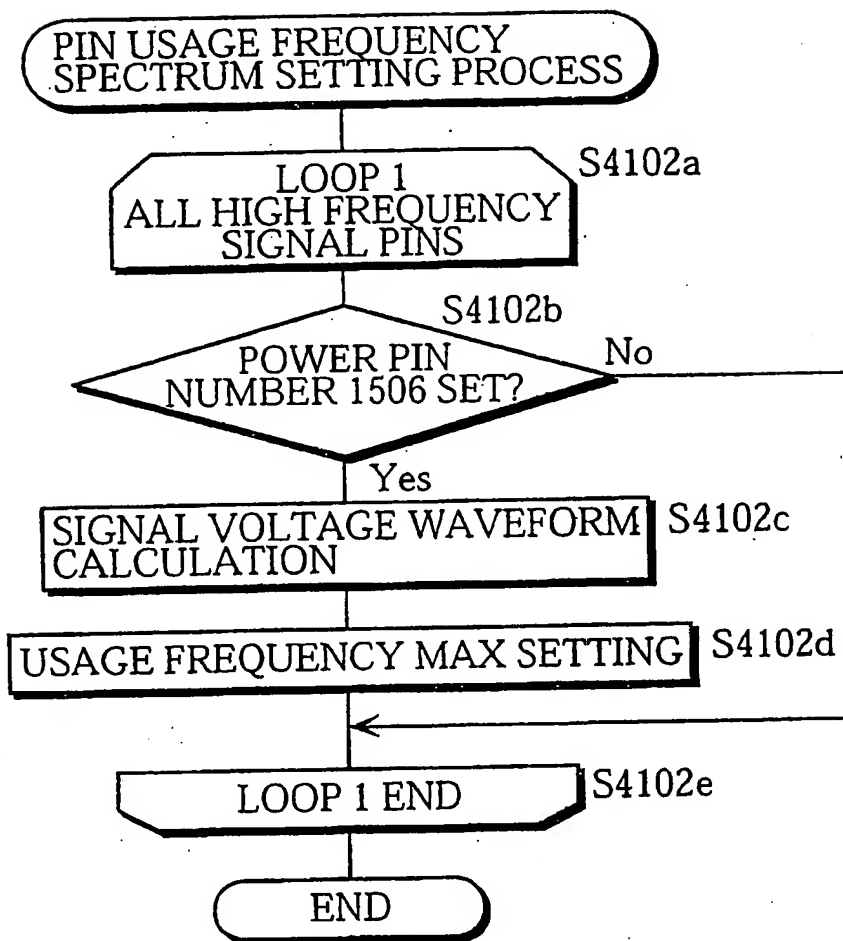 PIN USAGE FREQUENCY
SPECTRUM SETTING PROCESS
S4102a
LOOP 1
ALL HIGH FREQUENCY
SIGNAL PINS
S4102b
POWER PIN
NUMBER 1506 SET?
No
Yes
SIGNAL VOLTAGE WAVEFORM
CALCULATION
S4102c
USAGE FREQUENCY MAX SETTING
S4102d
LOOP 1 END
S4102e
END